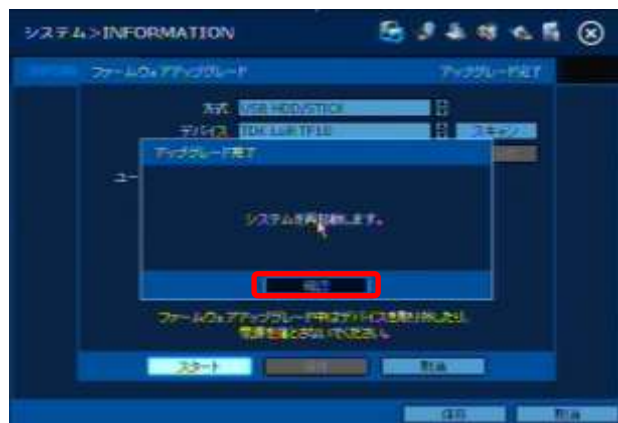 システム>INFORMATION
ファームウェアアップグレード
アップグレード完了
方式 USB HDD/STICK
デバイス スキャン
アップグレード完了
システムを再起動します。
確認
ファームウェアアップグレード中はデバイスを取り外したり、
電源を落とさないでください。
スタート
取消
保存 取消